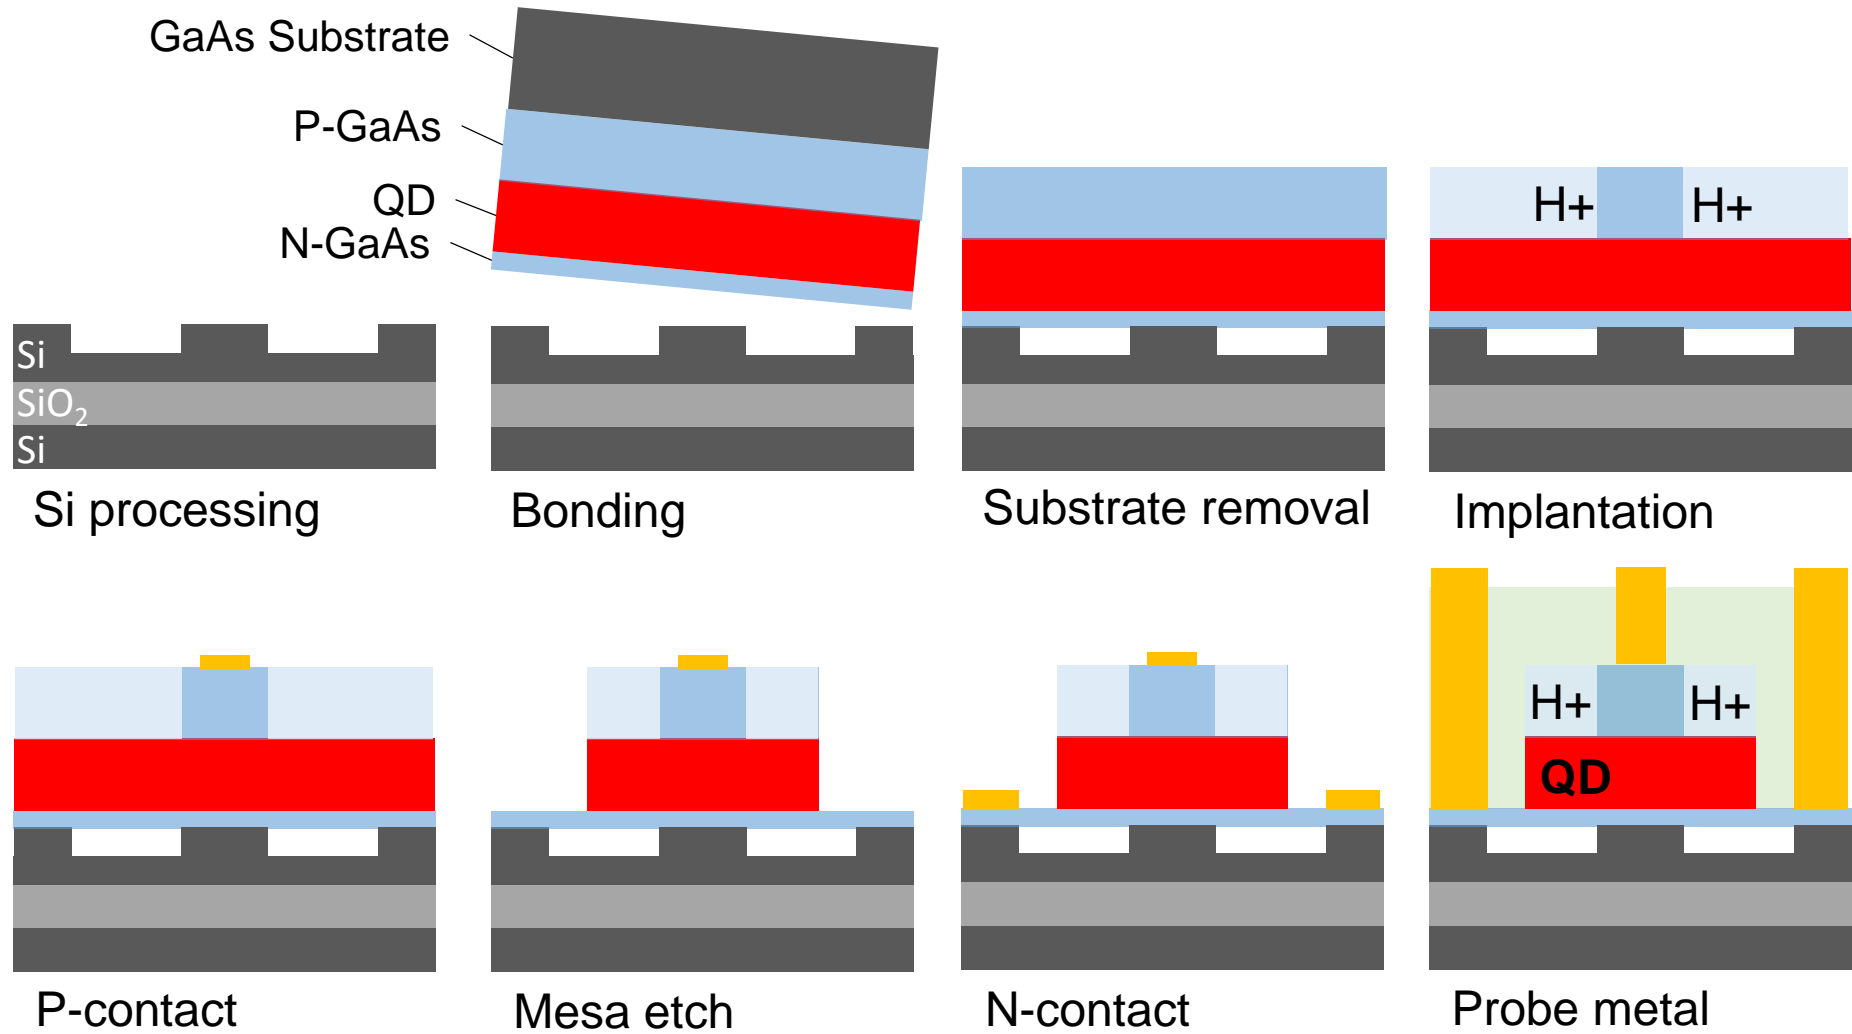 GaAs Substrate
P-GaAs
QD
N-GaAs
Si
SiO₂
Si
H+ H+
Si processing
Bonding
Substrate removal
Implantation
H+ H+
QD
P-contact
Mesa etch
N-contact
Probe metal